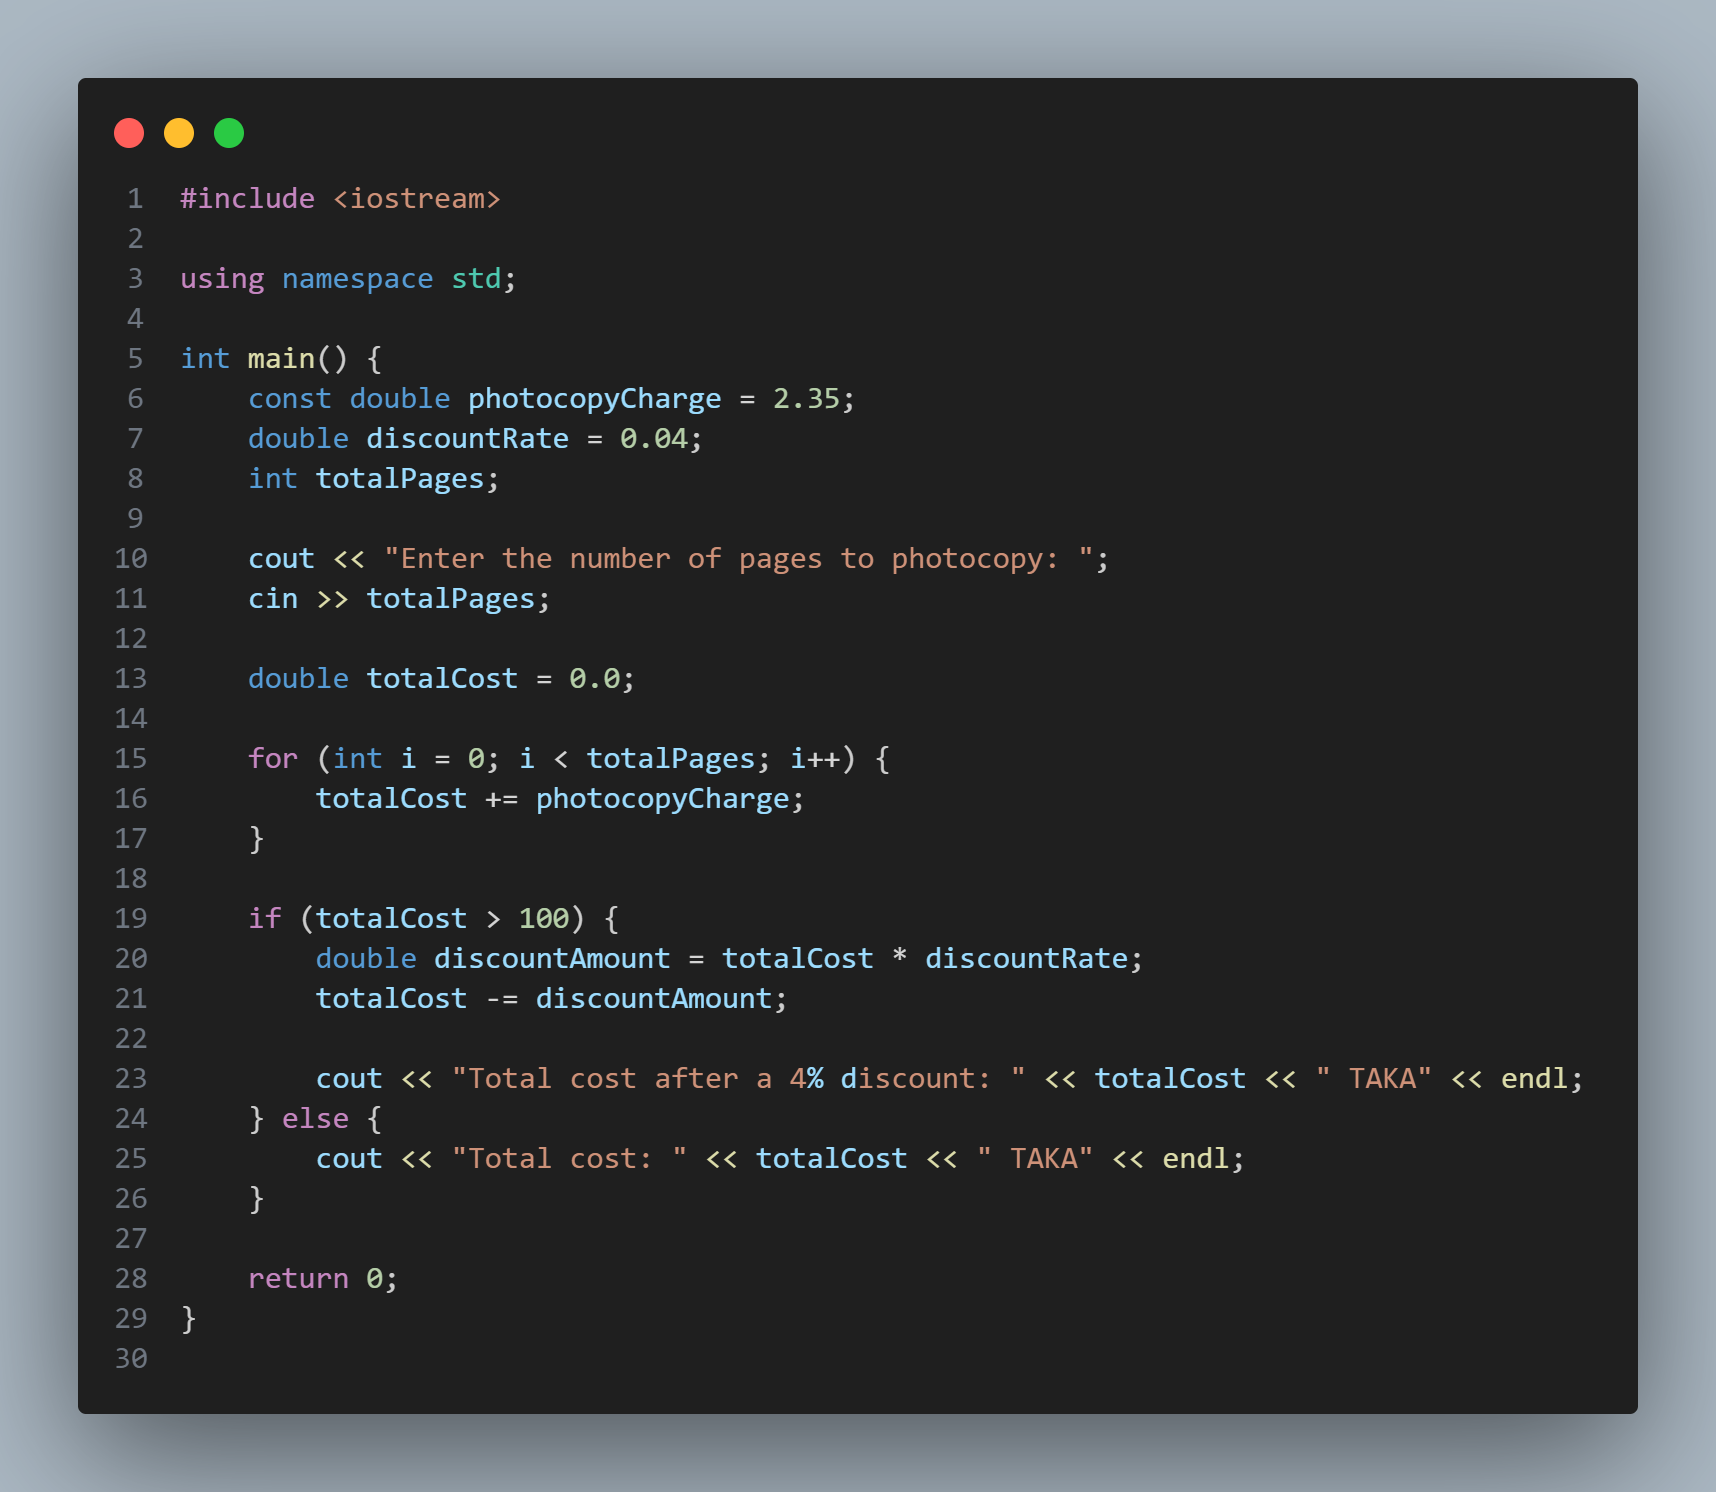 1 #include <iostream>
2
3 using namespace std;
4
5 int main() {
6     const double photocopyCharge = 2.35;
7     double discountRate = 0.04;
8     int totalPages;
9
10     cout << "Enter the number of pages to photocopy: ";
11     cin >> totalPages;
12
13     double totalCost = 0.0;
14
15     for (int i = 0; i < totalPages; i++) {
16         totalCost += photocopyCharge;
17     }
18
19     if (totalCost > 100) {
20         double discountAmount = totalCost * discountRate;
21         totalCost -= discountAmount;
22
23         cout << "Total cost after a 4% discount: " << totalCost << " TAKA" << endl;
24     } else {
25         cout << "Total cost: " << totalCost << " TAKA" << endl;
26     }
27
28     return 0;
29 }
30